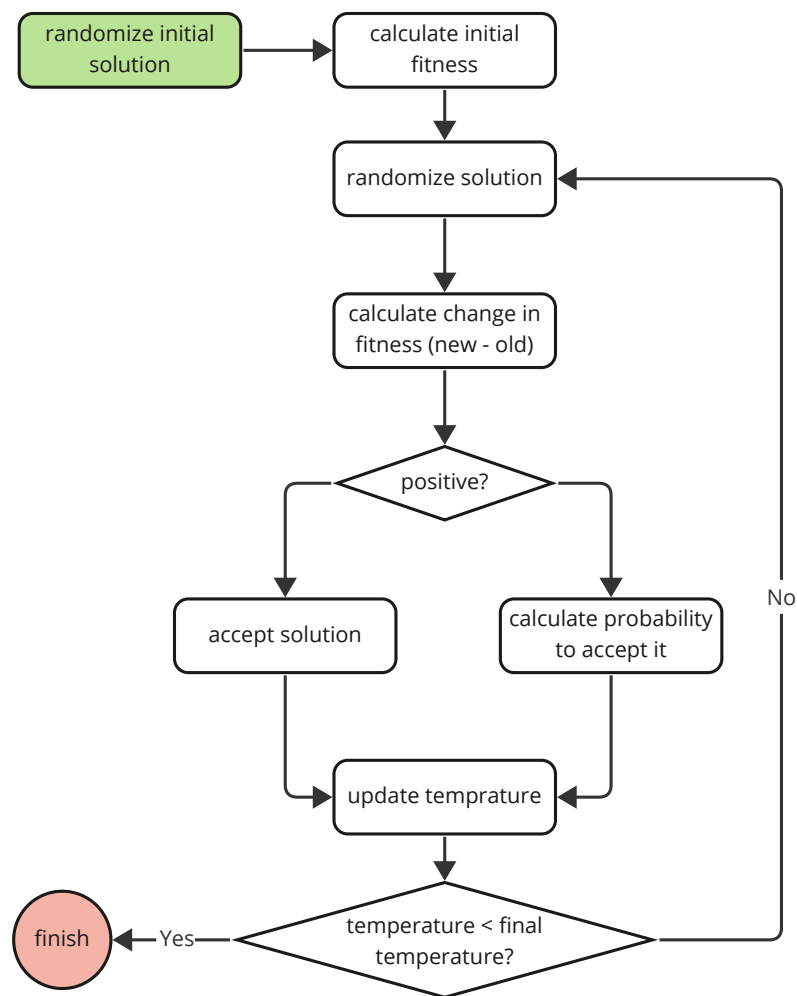 randomize initial
solution
calculate initial
fitness
randomize solution
calculate change in
fitness (new - old)
positive?
accept solution
calculate probability
to accept it
No
update temprature
temperature < final
temperature?
Yes
finish